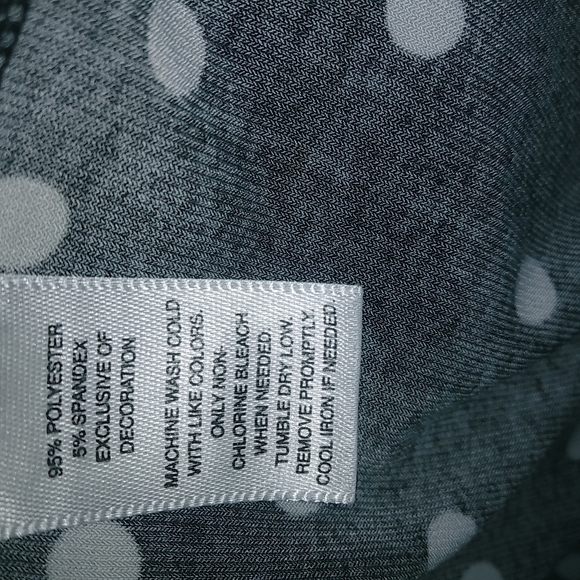 95% POLYESTER
5% SPANDEX
EXCLUSIVE OF
DECORATION
MACHINE WASH COLD
WITH LIKE COLORS.
ONLY NON-
CHLORINE BLEACH
WHEN NEEDED.
TUMBLE DRY LOW.
REMOVE PROMPTLY.
COOL IRON IF NEEDED.